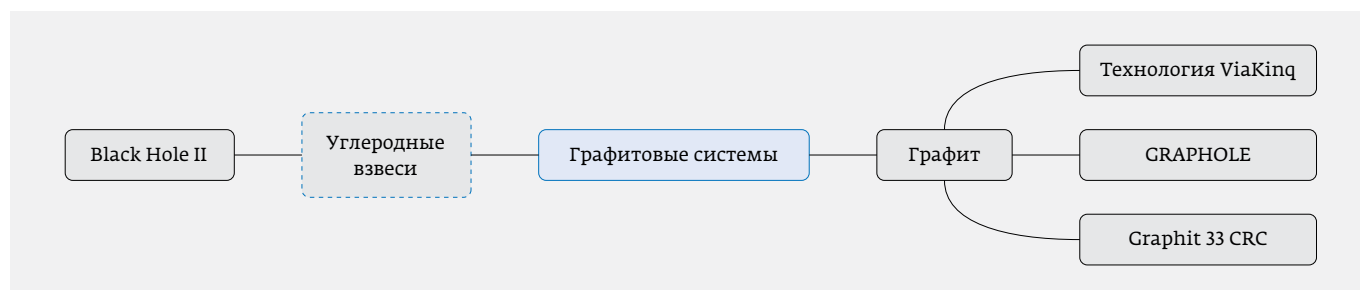 Black Hole II
Углеродные
взвеси
Графитовые системы
Графит
Технология ViaKinq
GRAPHOLE
Graphit 33 CRC